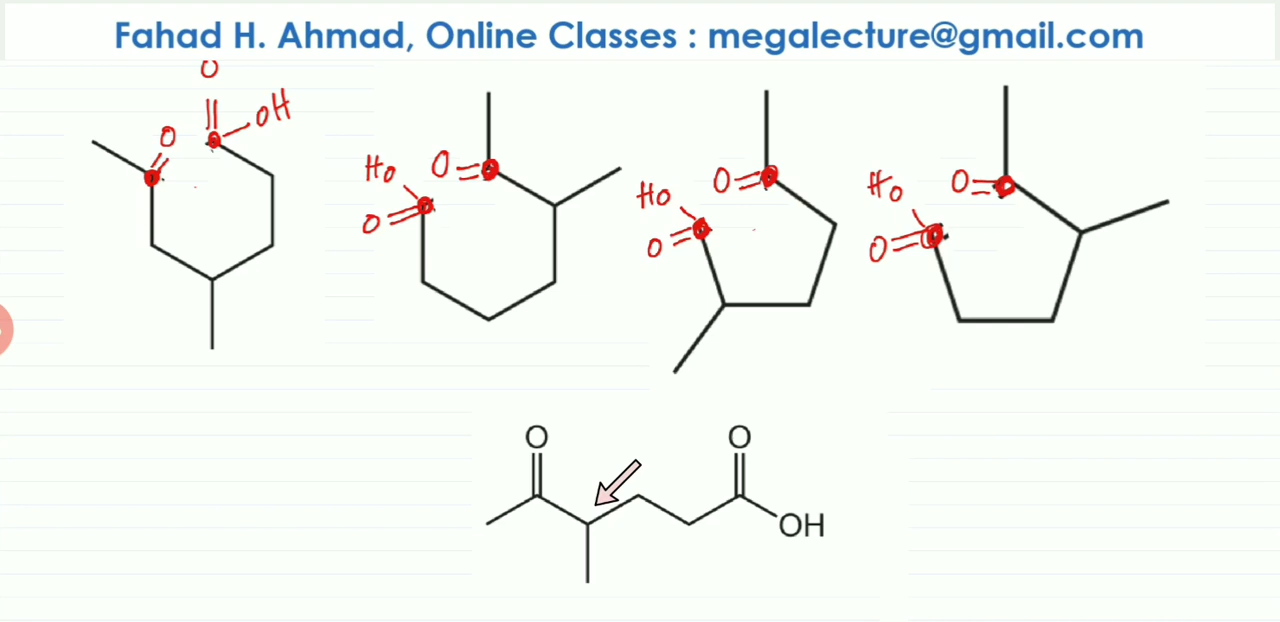 Fahad H. Ahmad, Online Classes : megalecture@gmail.com
O
O OH
HO O
O
HO O
O
HO O
O
O O
OH